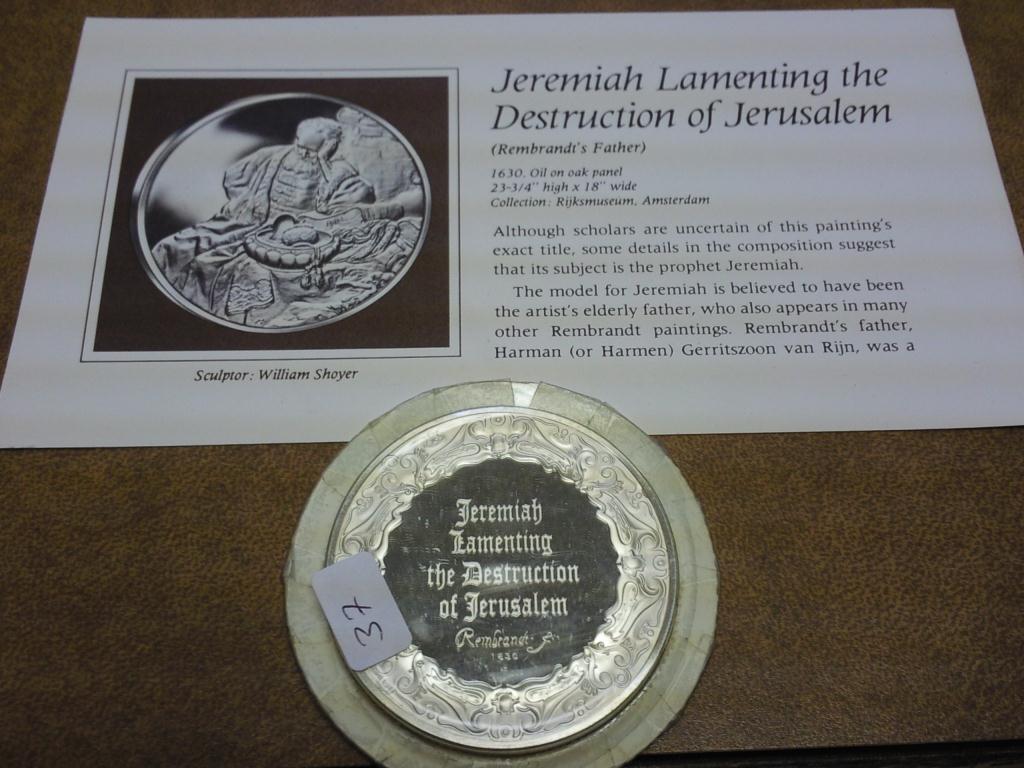 Jeremiah Lamenting the
Destruction of Jerusalem
(Rembrandt's Father)
1630. Oil on oak panel
23-3/4" high x 18" wide
Collection: Rijksmuseum, Amsterdam
Although scholars are uncertain of this painting's
exact title, some details in the composition suggest
that its subject is the prophet Jeremiah.
The model for Jeremiah is believed to have been
the artist's elderly father, who also appears in many
other Rembrandt paintings. Rembrandt's father,
Harman (or Harmen) Gerritszoon van Rijn, was a
Sculptor: William Shoyer
Jeremiah
Lamenting
the Destruction
of Jerusalem
Rembrandt f.
1630
37